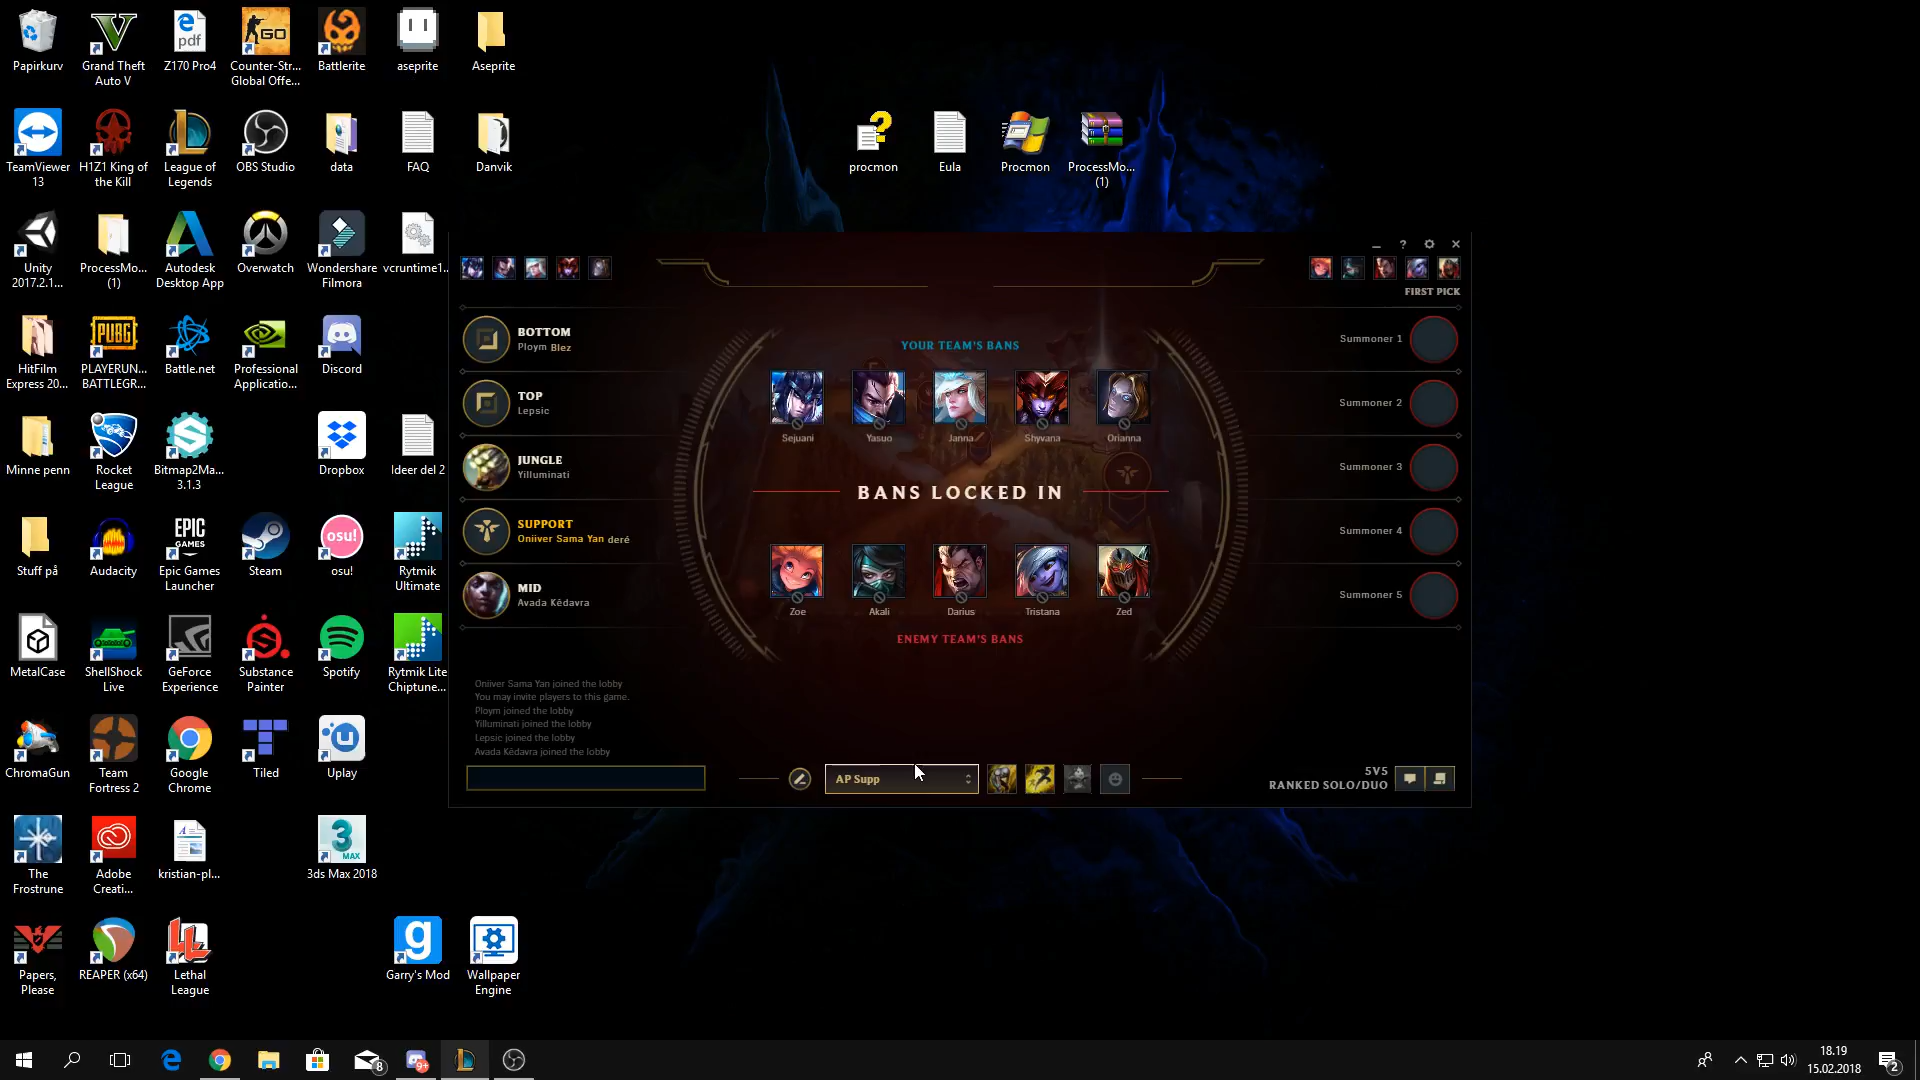 Papirkurv
Grand Theft
Auto V
Z170 Pro4
Counter-Str...
Global Offe...
Battlerite
aseprite
Aseprite
TeamViewer
13
H1Z1 King of
the Kill
League of
Legends
OBS Studio
data
FAQ
Danvik
procmon
Eula
Procmon
ProcessMo...
(1)
Unity
2017.2.1...
ProcessMo...
(1)
Autodesk
Desktop App
Overwatch
Wondershare
Filmora
vcruntime1...
HitFilm
Express 20...
PLAYERUN...
BATTLEGR...
Battle.net
Professional
Applicatio...
Discord
Minne penn
Rocket
League
Bitmap2Ma...
3.1.3
Dropbox
Ideer del 2
Stuff på
Audacity
Epic Games
Launcher
Steam
osu!
Rytmik
Ultimate
MetalCase
ShellShock
Live
GeForce
Experience
Substance
Painter
Spotify
Rytmik Lite
Chiptune...
ChromaGun
Team
Fortress 2
Google
Chrome
Tiled
Uplay
The
Frostrune
Adobe
Creati...
kristian-pl...
3ds Max 2018
Papers,
Please
REAPER (x64)
Lethal
League
Garry's Mod
Wallpaper
Engine
FIRST PICK
BOTTOM
Ploym Blez
TOP
Lepsic
JUNGLE
Yilluminati
SUPPORT
Oniiver Sama Yan deré
MID
Avada Kēdavra
YOUR TEAM'S BANS
Sejuani
Yasuo
Janna
Shyvana
Orianna
BANS LOCKED IN
Zoe
Akali
Darius
Tristana
Zed
ENEMY TEAM'S BANS
Summoner 1
Summoner 2
Summoner 3
Summoner 4
Summoner 5
Oniiver Sama Yan joined the lobby
You may invite players to this game.
Ploym joined the lobby
Yilluminati joined the lobby
Lepsic joined the lobby
Avada Kēdavra joined the lobby
AP Supp
5V5
RANKED SOLO/DUO
8
9+
18.19
15.02.2018
2